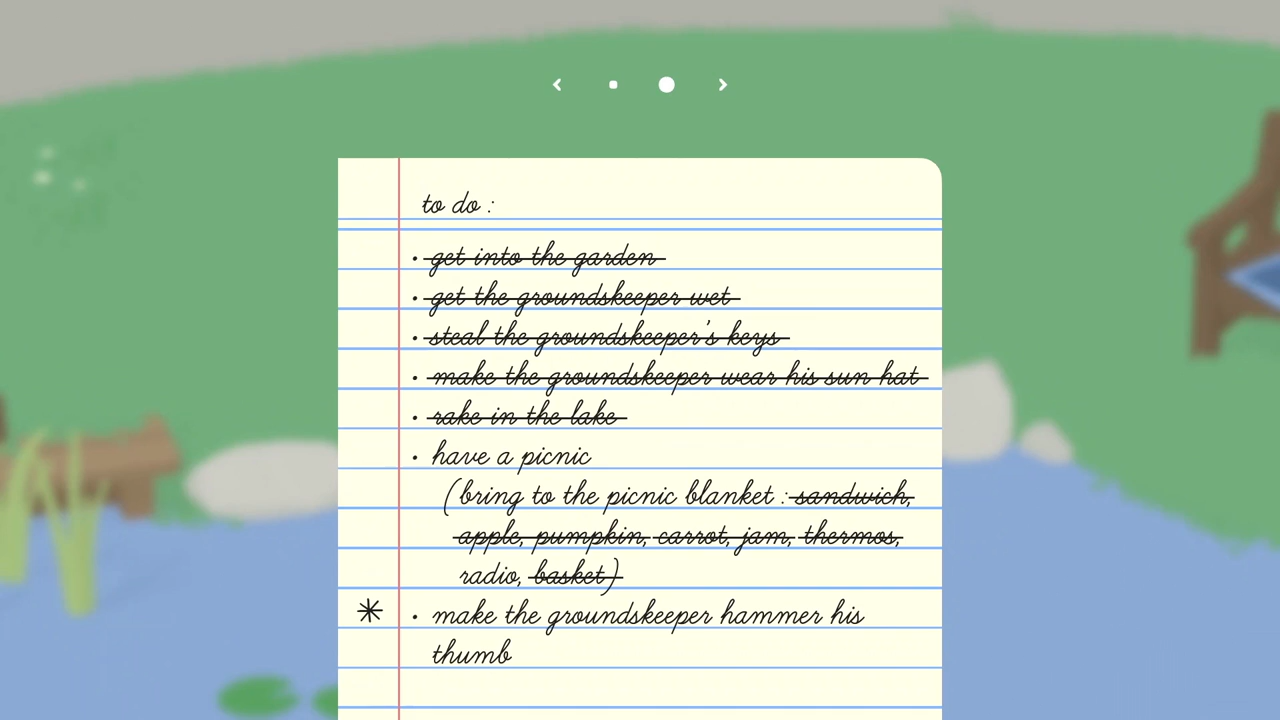 to do :
• get into the garden
• get the groundskeeper wet
• steal the groundskeeper's keys
• make the groundskeeper wear his sun hat
• rake in the lake
• have a picnic
(bring to the picnic blanket : sandwich,
apple, pumpkin, carrot, jam, thermos,
radio, basket)
• make the groundskeeper hammer his
thumb